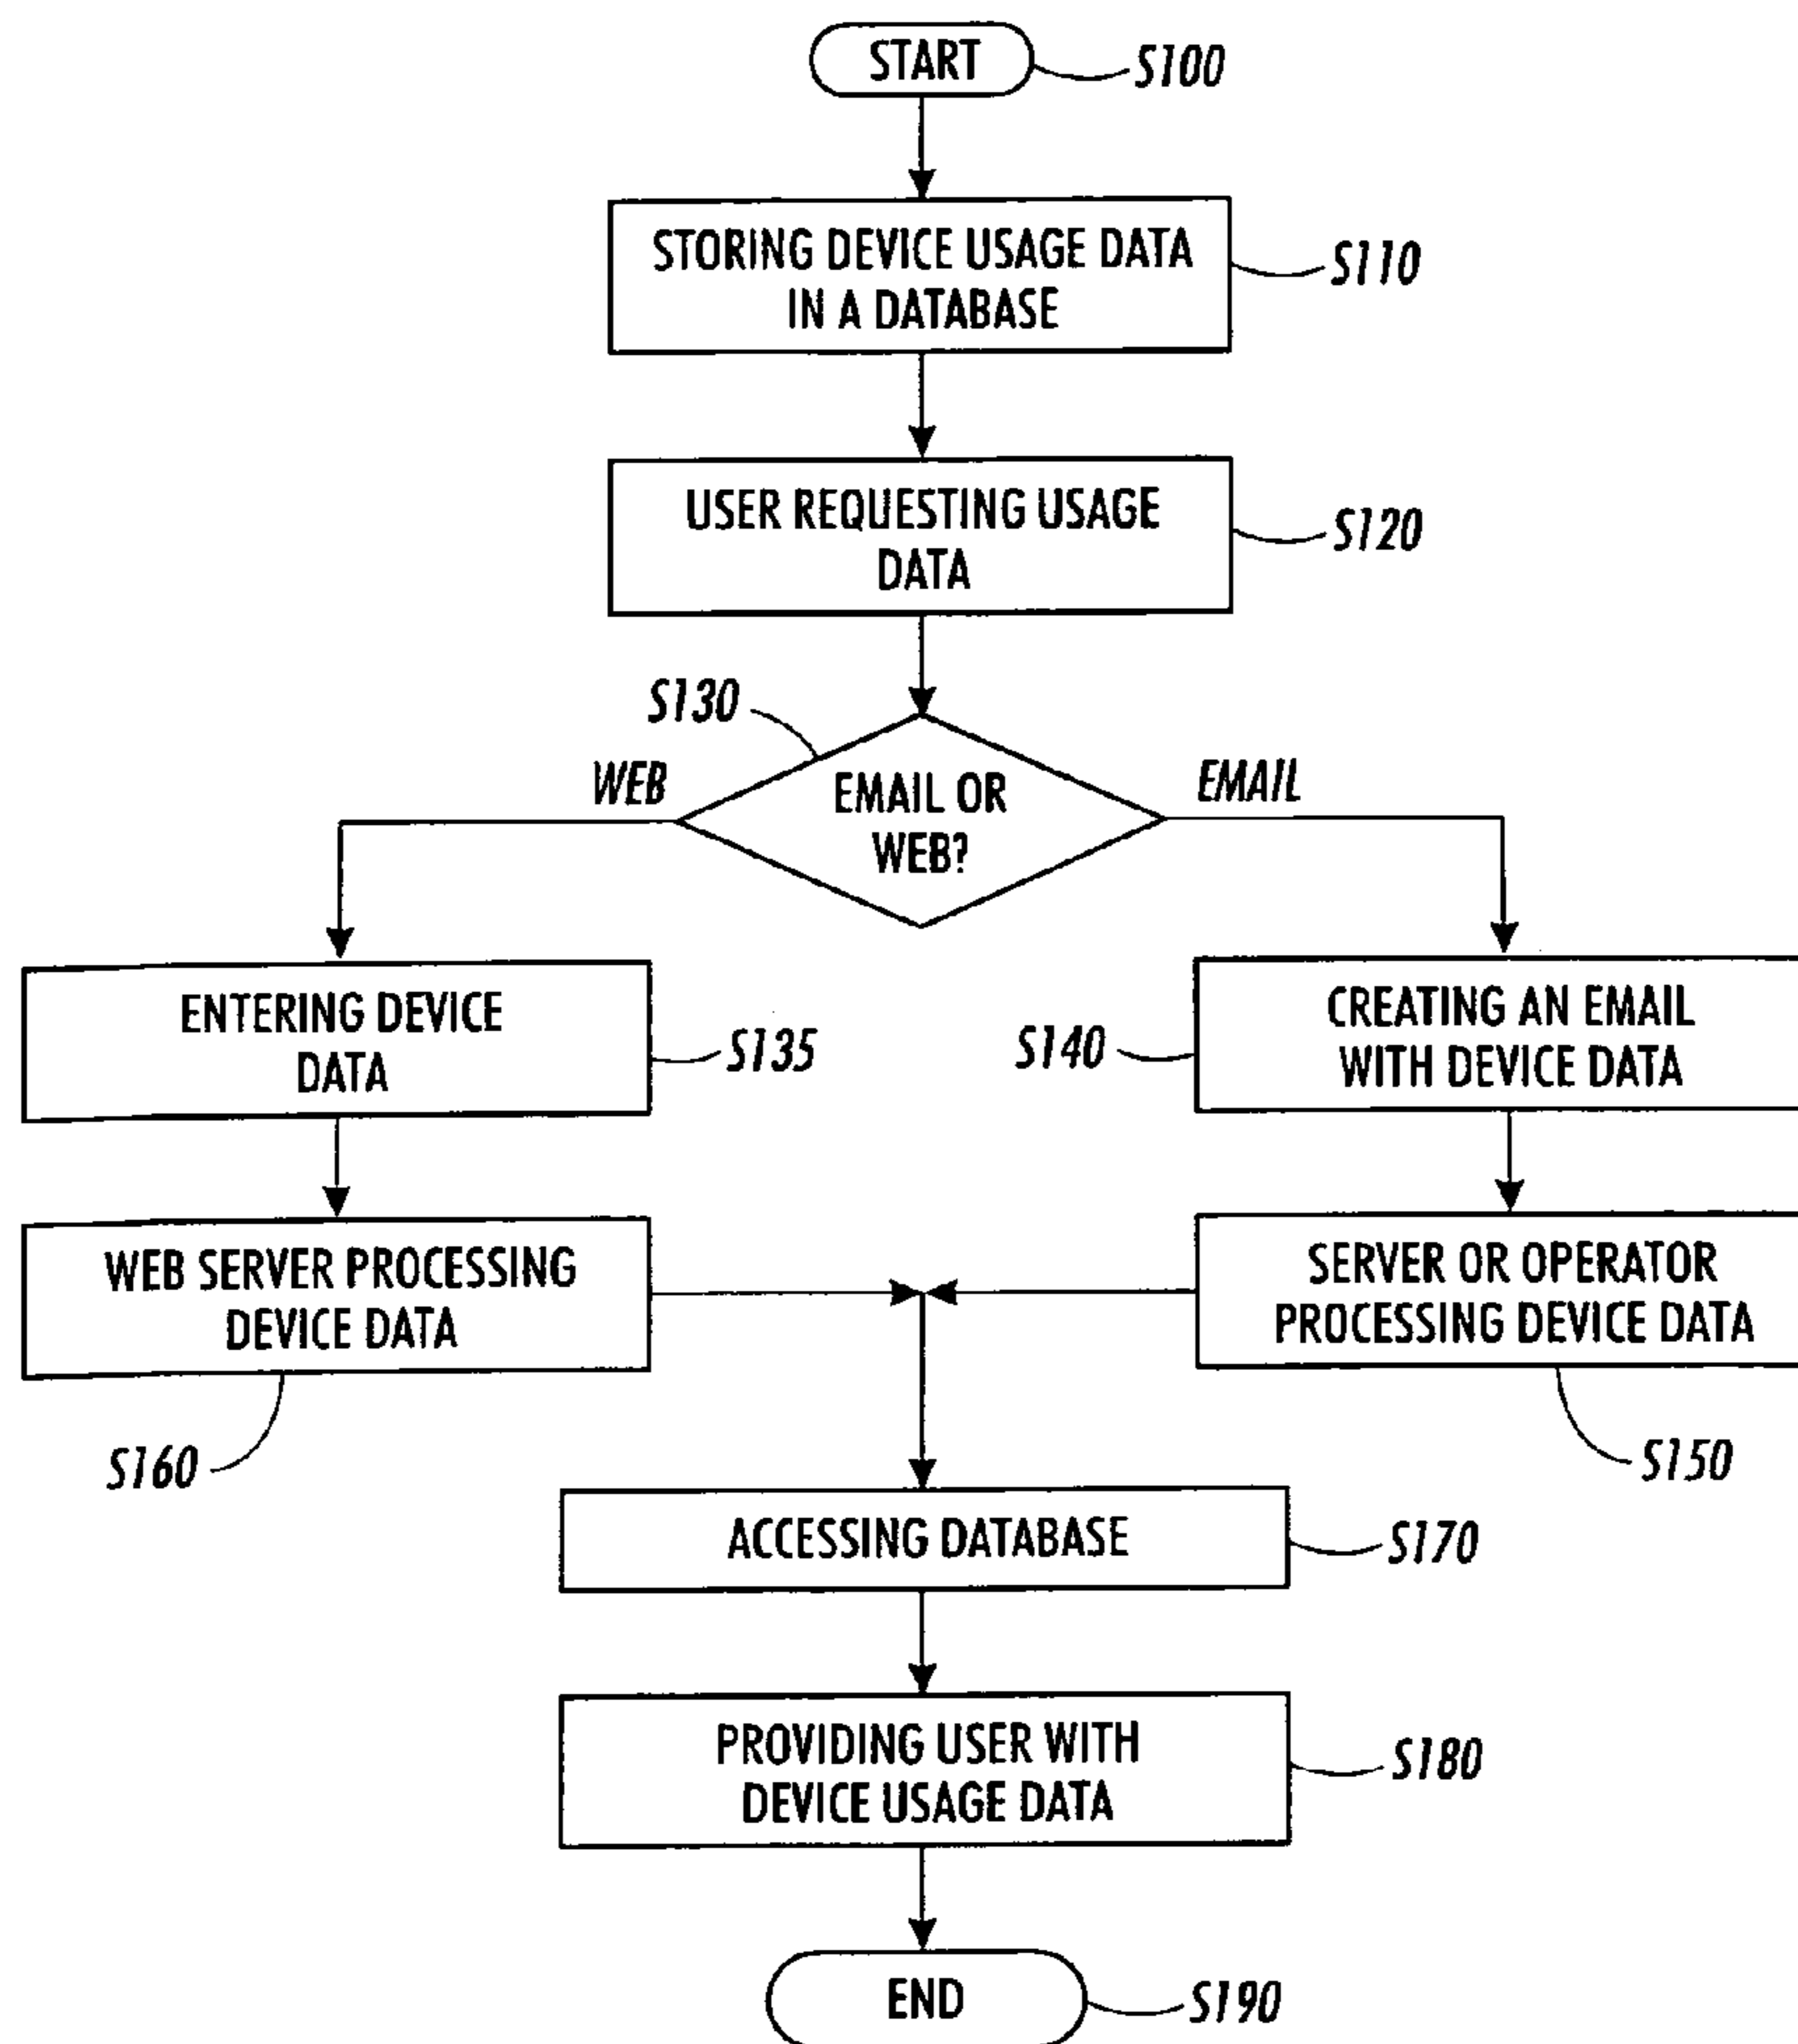 START
S100
STORING DEVICE USAGE DATA
IN A DATABASE
S110
USER REQUESTING USAGE
DATA
S120
S130
WEB
EMAIL OR
WEB?
EMAIL
ENTERING DEVICE
DATA
S135
S140
CREATING AN EMAIL
WITH DEVICE DATA
WEB SERVER PROCESSING
DEVICE DATA
SERVER OR OPERATOR
PROCESSING DEVICE DATA
S160
S150
ACCESSING DATABASE
S170
PROVIDING USER WITH
DEVICE USAGE DATA
S180
END
S190